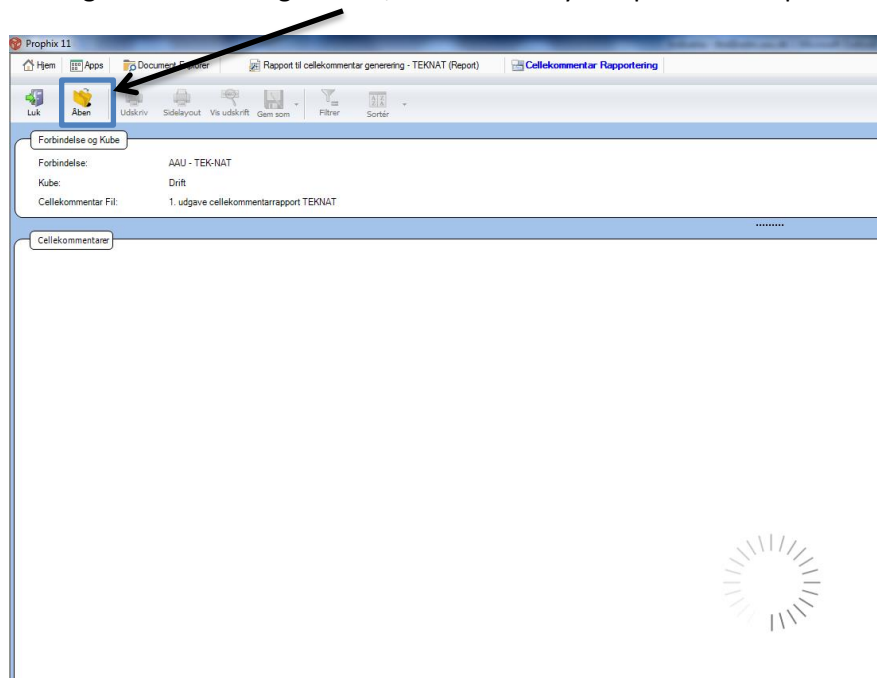 Prophix 11
Hjem Apps Document Explorer Rapport til cellekommentar generering - TEKNAT (Report) Cellekommentar Rapportering
Luk Åben Udskriv Sidelayout Vis udskrift Gem som Filtrer Sortér
Forbindelse og Kube
Forbindelse: AAU - TEK-NAT
Kube: Drift
Cellekommentar Fil: 1. udgave cellekommentarrapport TEKNAT
Cellekommentarer